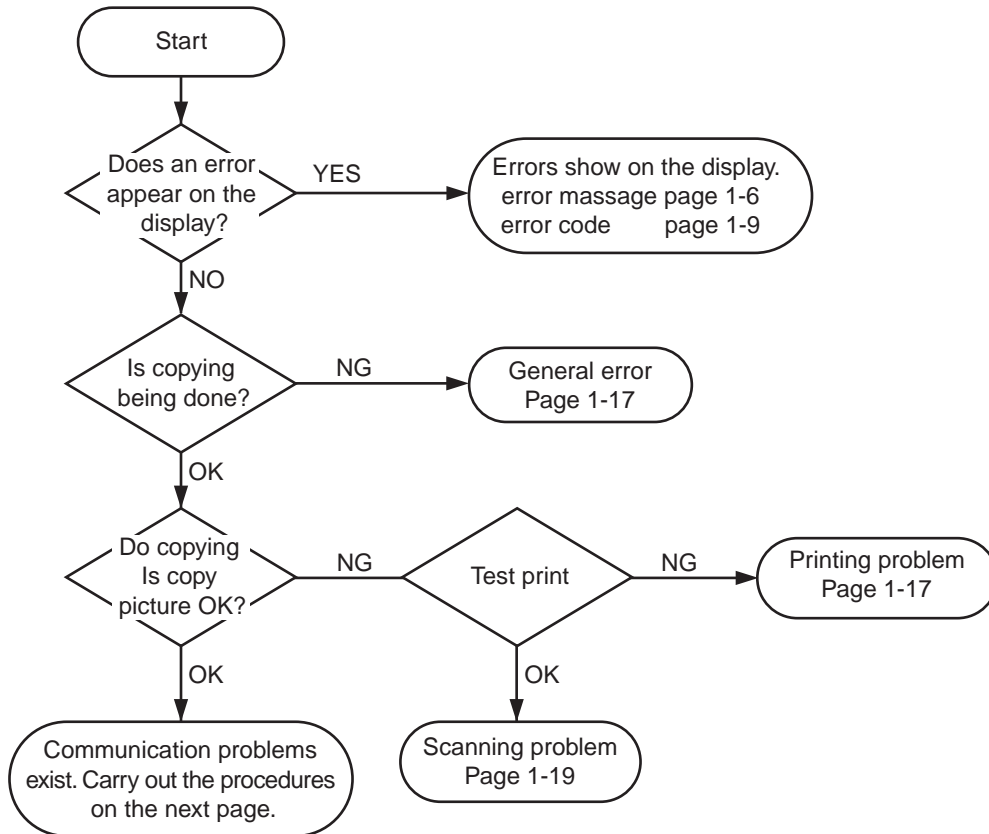 Start
Does an error
appear on the
display?
YES
Errors show on the display.
error massage page 1-6
error code page 1-9
NO
Is copying
being done?
NG
General error
Page 1-17
OK
Do copying
Is copy
picture OK?
NG
Test print
NG
Printing problem
Page 1-17
OK
OK
Communication problems
exist. Carry out the procedures
on the next page.
Scanning problem
Page 1-19